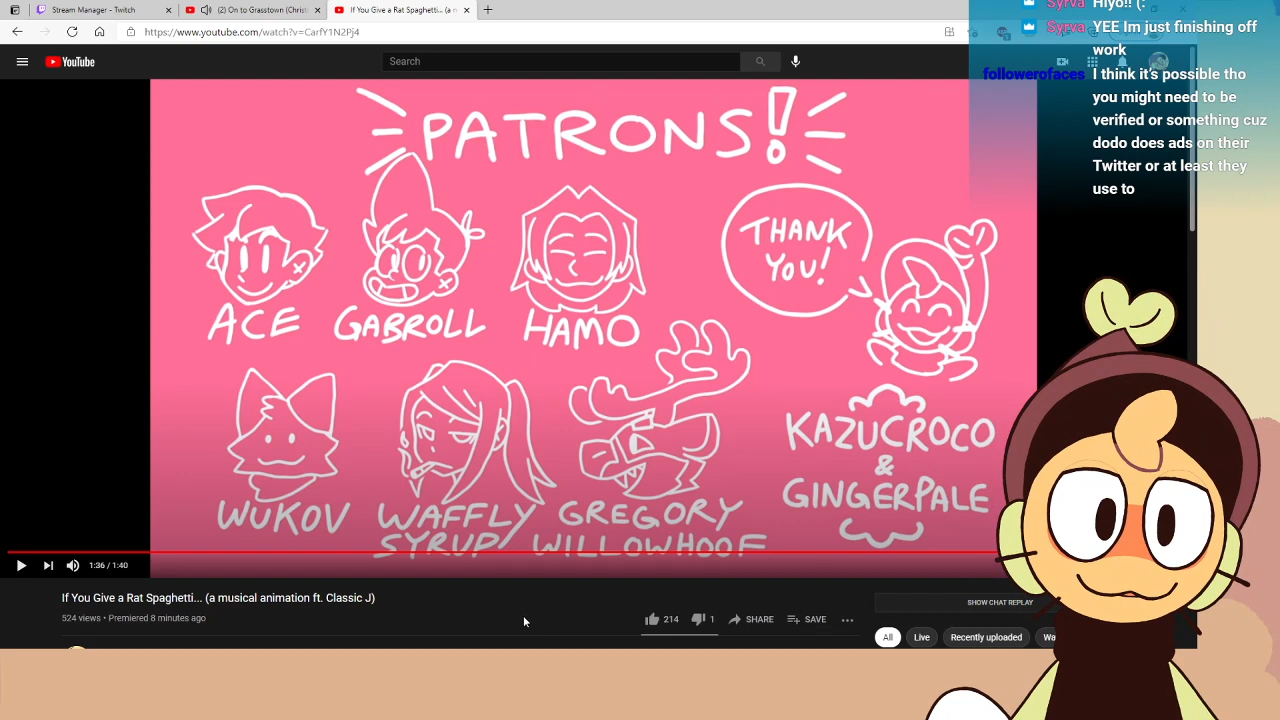 Stream Manager - Twitch
(2) On to Grasstown (Christ
If You Give a Rat Spaghetti... (a m
https://www.youtube.com/watch?v=CarfY1N2Pj4
YouTube
Search
Syrva Hiyo!! (:
Syrva YEE Im just finishing off
work
followerofaces I think it's possible tho
you might need to be
verified or something cuz
dodo does ads on their
Twitter or at least they
use to
PATRONS!
THANK
YOU!
ACE
GABROLL
HAMO
WUKOV
WAFFLY
SYRUP
GREGORY
WILLOWHOOF
KAZUCROCO
&
GINGERPALE
1:36 / 1:40
If You Give a Rat Spaghetti... (a musical animation ft. Classic J)
524 views • Premiered 8 minutes ago
214
1
SHARE
SAVE
SHOW CHAT REPLAY
All
Live
Recently uploaded
Wa